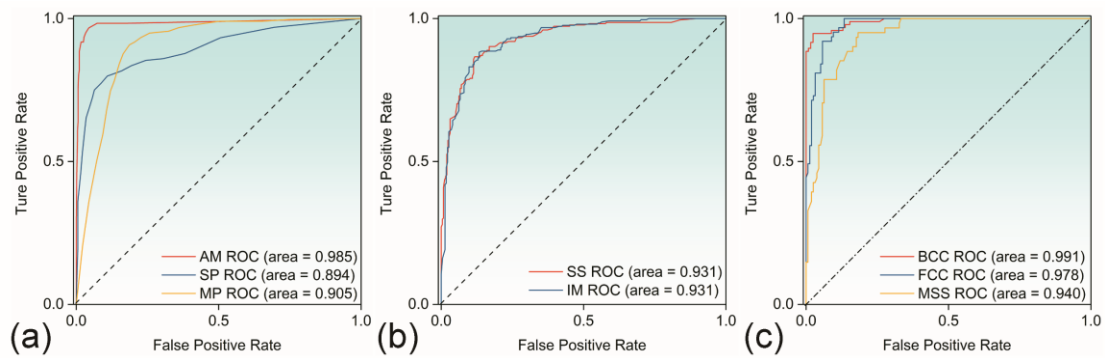 1.0
0.5
0.0
0.0
0.5
1.0
Ture Positive Rate
False Positive Rate
AM ROC (area = 0.985)
SP ROC (area = 0.894)
MP ROC (area = 0.905)
(a)
1.0
0.5
0.0
0.0
0.5
1.0
Ture Positive Rate
False Positive Rate
SS ROC (area = 0.931)
IM ROC (area = 0.931)
(b)
1.0
0.5
0.0
0.0
0.5
1.0
Ture Positive Rate
False Positive Rate
BCC ROC (area = 0.991)
FCC ROC (area = 0.978)
MSS ROC (area = 0.940)
(c)